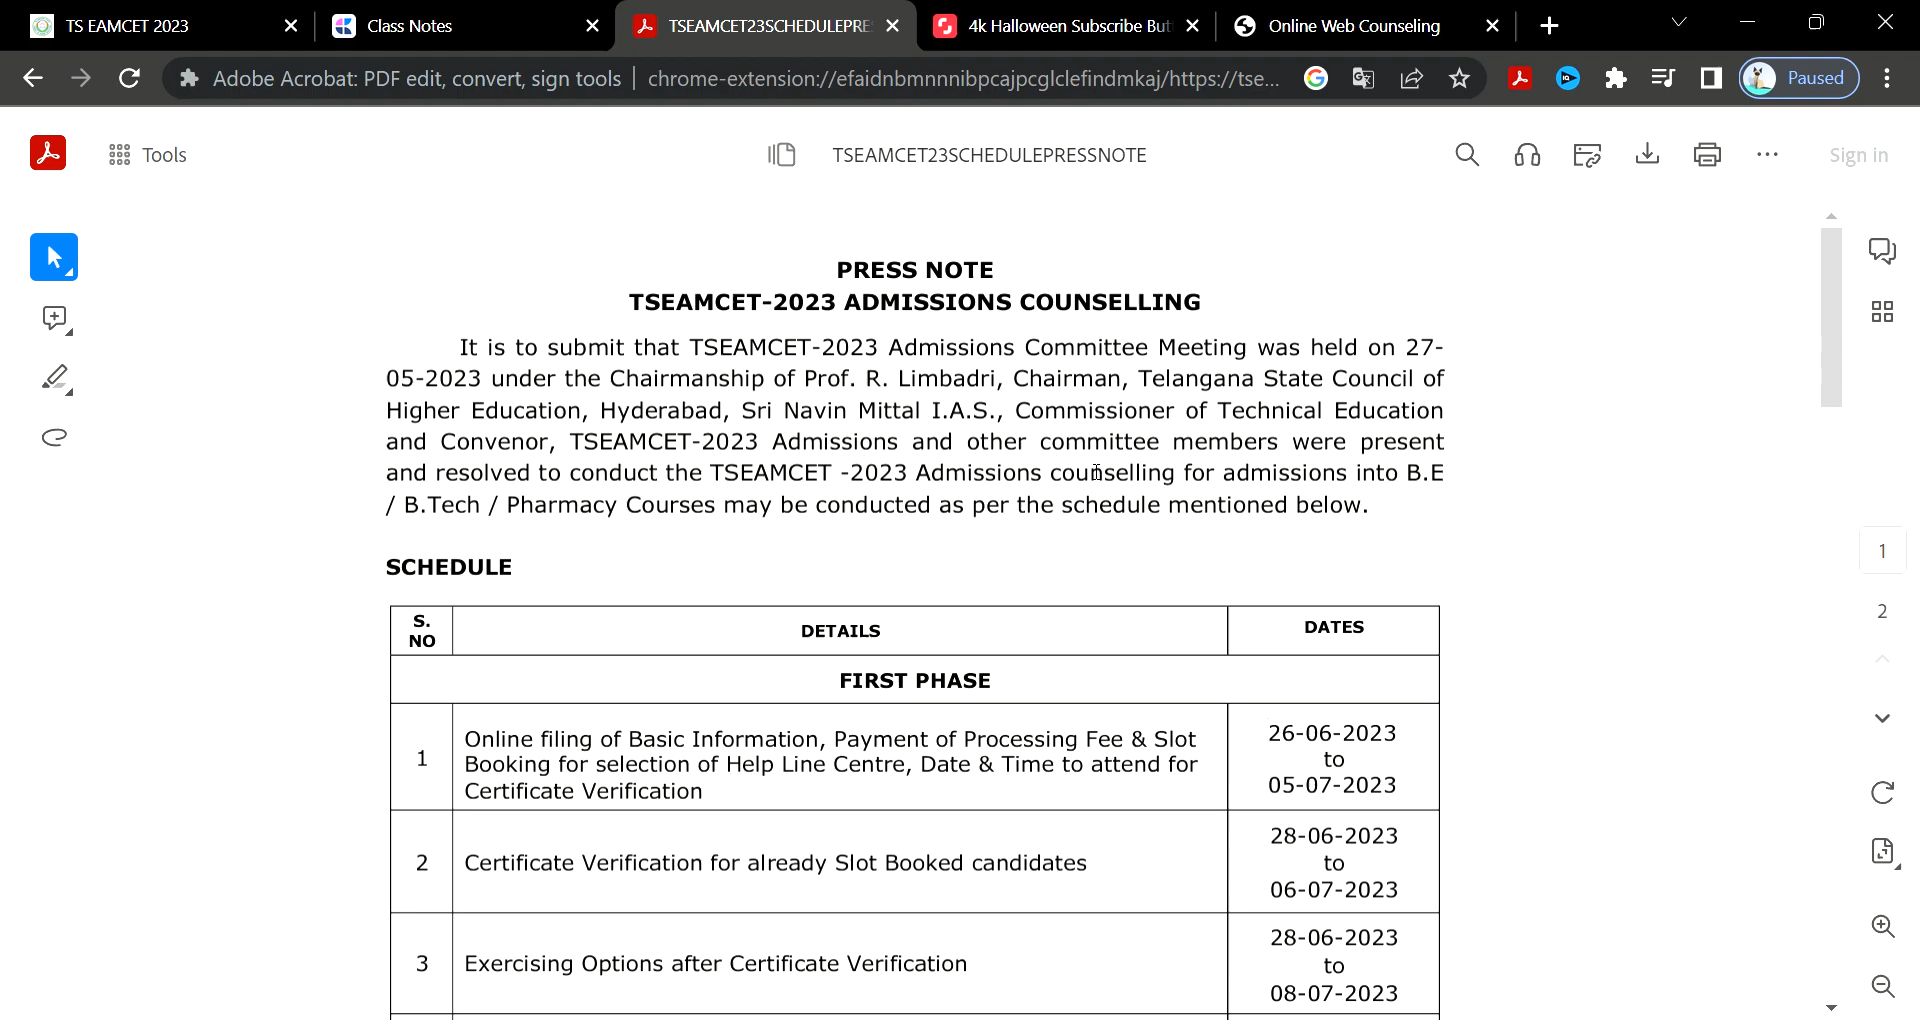 TS EAMCET 2023
Class Notes
TSEAMCET23SCHEDULEPRE
4k Halloween Subscribe But
Online Web Counseling
Adobe Acrobat: PDF edit, convert, sign tools | chrome-extension://efaidnbmnnnibpcajpcglclefindmkaj/https://tse...
Paused
Tools
TSEAMCET23SCHEDULEPRESSNOTE
Sign in
PRESS NOTE
TSEAMCET-2023 ADMISSIONS COUNSELLING
It is to submit that TSEAMCET-2023 Admissions Committee Meeting was held on 27-
05-2023 under the Chairmanship of Prof. R. Limbadri, Chairman, Telangana State Council of
Higher Education, Hyderabad, Sri Navin Mittal I.A.S., Commissioner of Technical Education
and Convenor, TSEAMCET-2023 Admissions and other committee members were present
and resolved to conduct the TSEAMCET -2023 Admissions counselling for admissions into B.E
/ B.Tech / Pharmacy Courses may be conducted as per the schedule mentioned below.
SCHEDULE
S.
NO
DETAILS
DATES
FIRST PHASE
1
Online filing of Basic Information, Payment of Processing Fee & Slot
Booking for selection of Help Line Centre, Date & Time to attend for
Certificate Verification
26-06-2023
to
05-07-2023
2
Certificate Verification for already Slot Booked candidates
28-06-2023
to
06-07-2023
3
Exercising Options after Certificate Verification
28-06-2023
to
08-07-2023
1
2